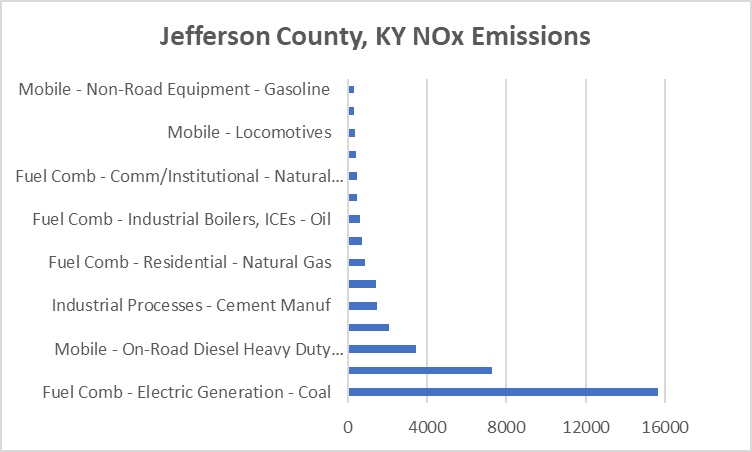 Jefferson County, KY NOx Emissions
Mobile - Non-Road Equipment - Gasoline
Mobile - Locomotives
Fuel Comb - Comm/Institutional - Natural...
Fuel Comb - Industrial Boilers, ICEs - Oil
Fuel Comb - Residential - Natural Gas
Industrial Processes - Cement Manuf
Mobile - On-Road Diesel Heavy Duty...
Fuel Comb - Electric Generation - Coal
0 4000 8000 12000 16000